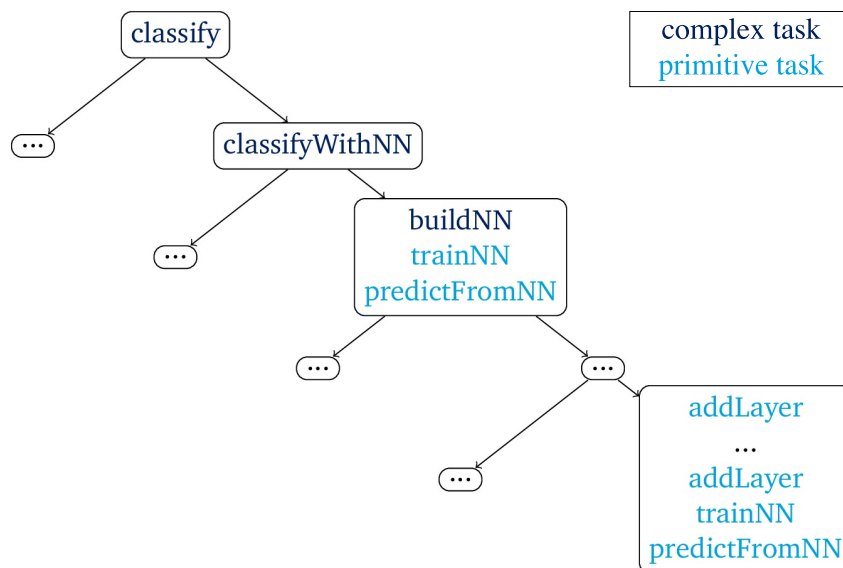 classify
complex task
primitive task
...
classifyWithNN
...
buildNN
trainNN
predictFromNN
...
...
addLayer
...
addLayer
trainNN
predictFromNN
...